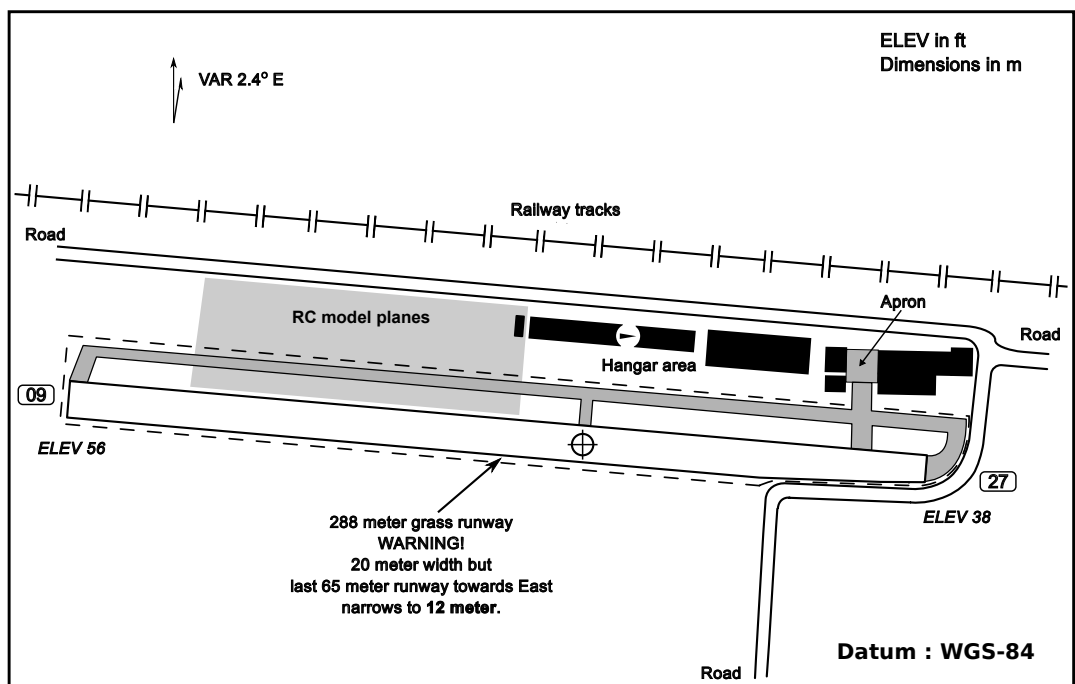 ELEV in ft
Dimensions in m
VAR 2.4° E
Railway tracks
Road
Apron
RC model planes
Road
Hangar area
09
ELEV 56
27
ELEV 38
288 meter grass runway
WARNING!
20 meter width but
last 65 meter runway towards East
narrows to 12 meter.
Datum : WGS-84
Road